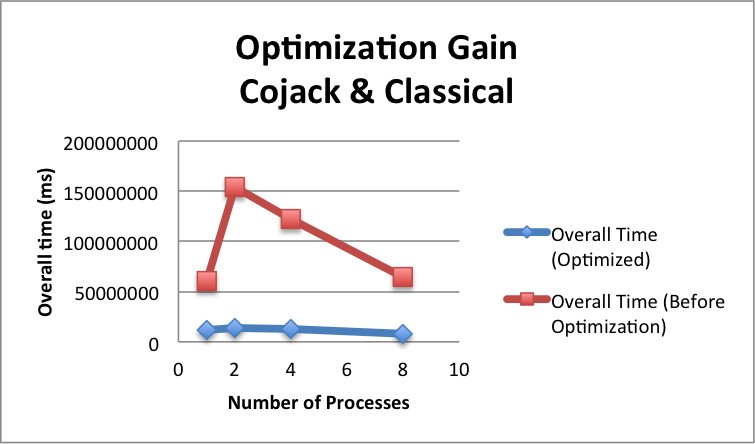 Optimization Gain
Cojack & Classical
200000000
150000000
100000000
50000000
0
Overall time (ms)
0 2 4 6 8 10
Number of Processes
Overall Time
(Optimized)
Overall Time (Before
Optimization)